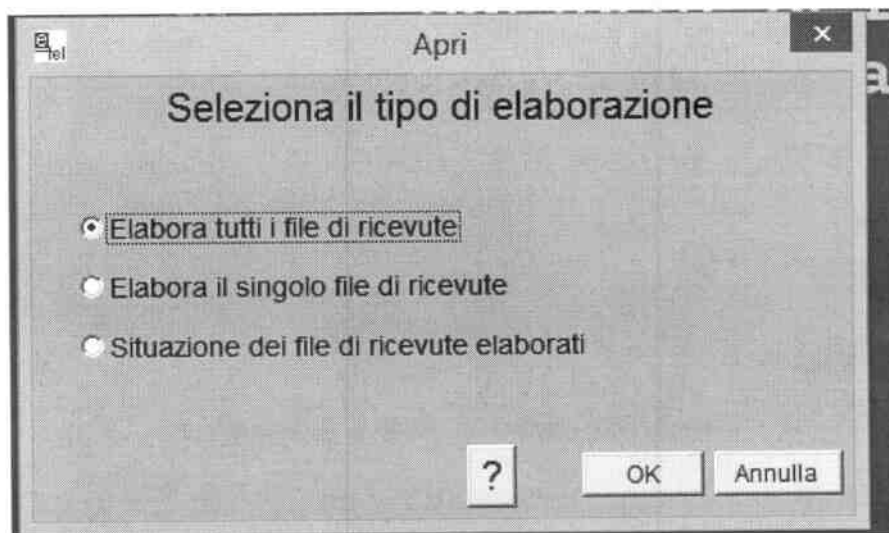 Apri
Seleziona il tipo di elaborazione
Elabora tutti i file di ricevute
Elabora il singolo file di ricevute
Situazione dei file di ricevute elaborati
? OK Annulla